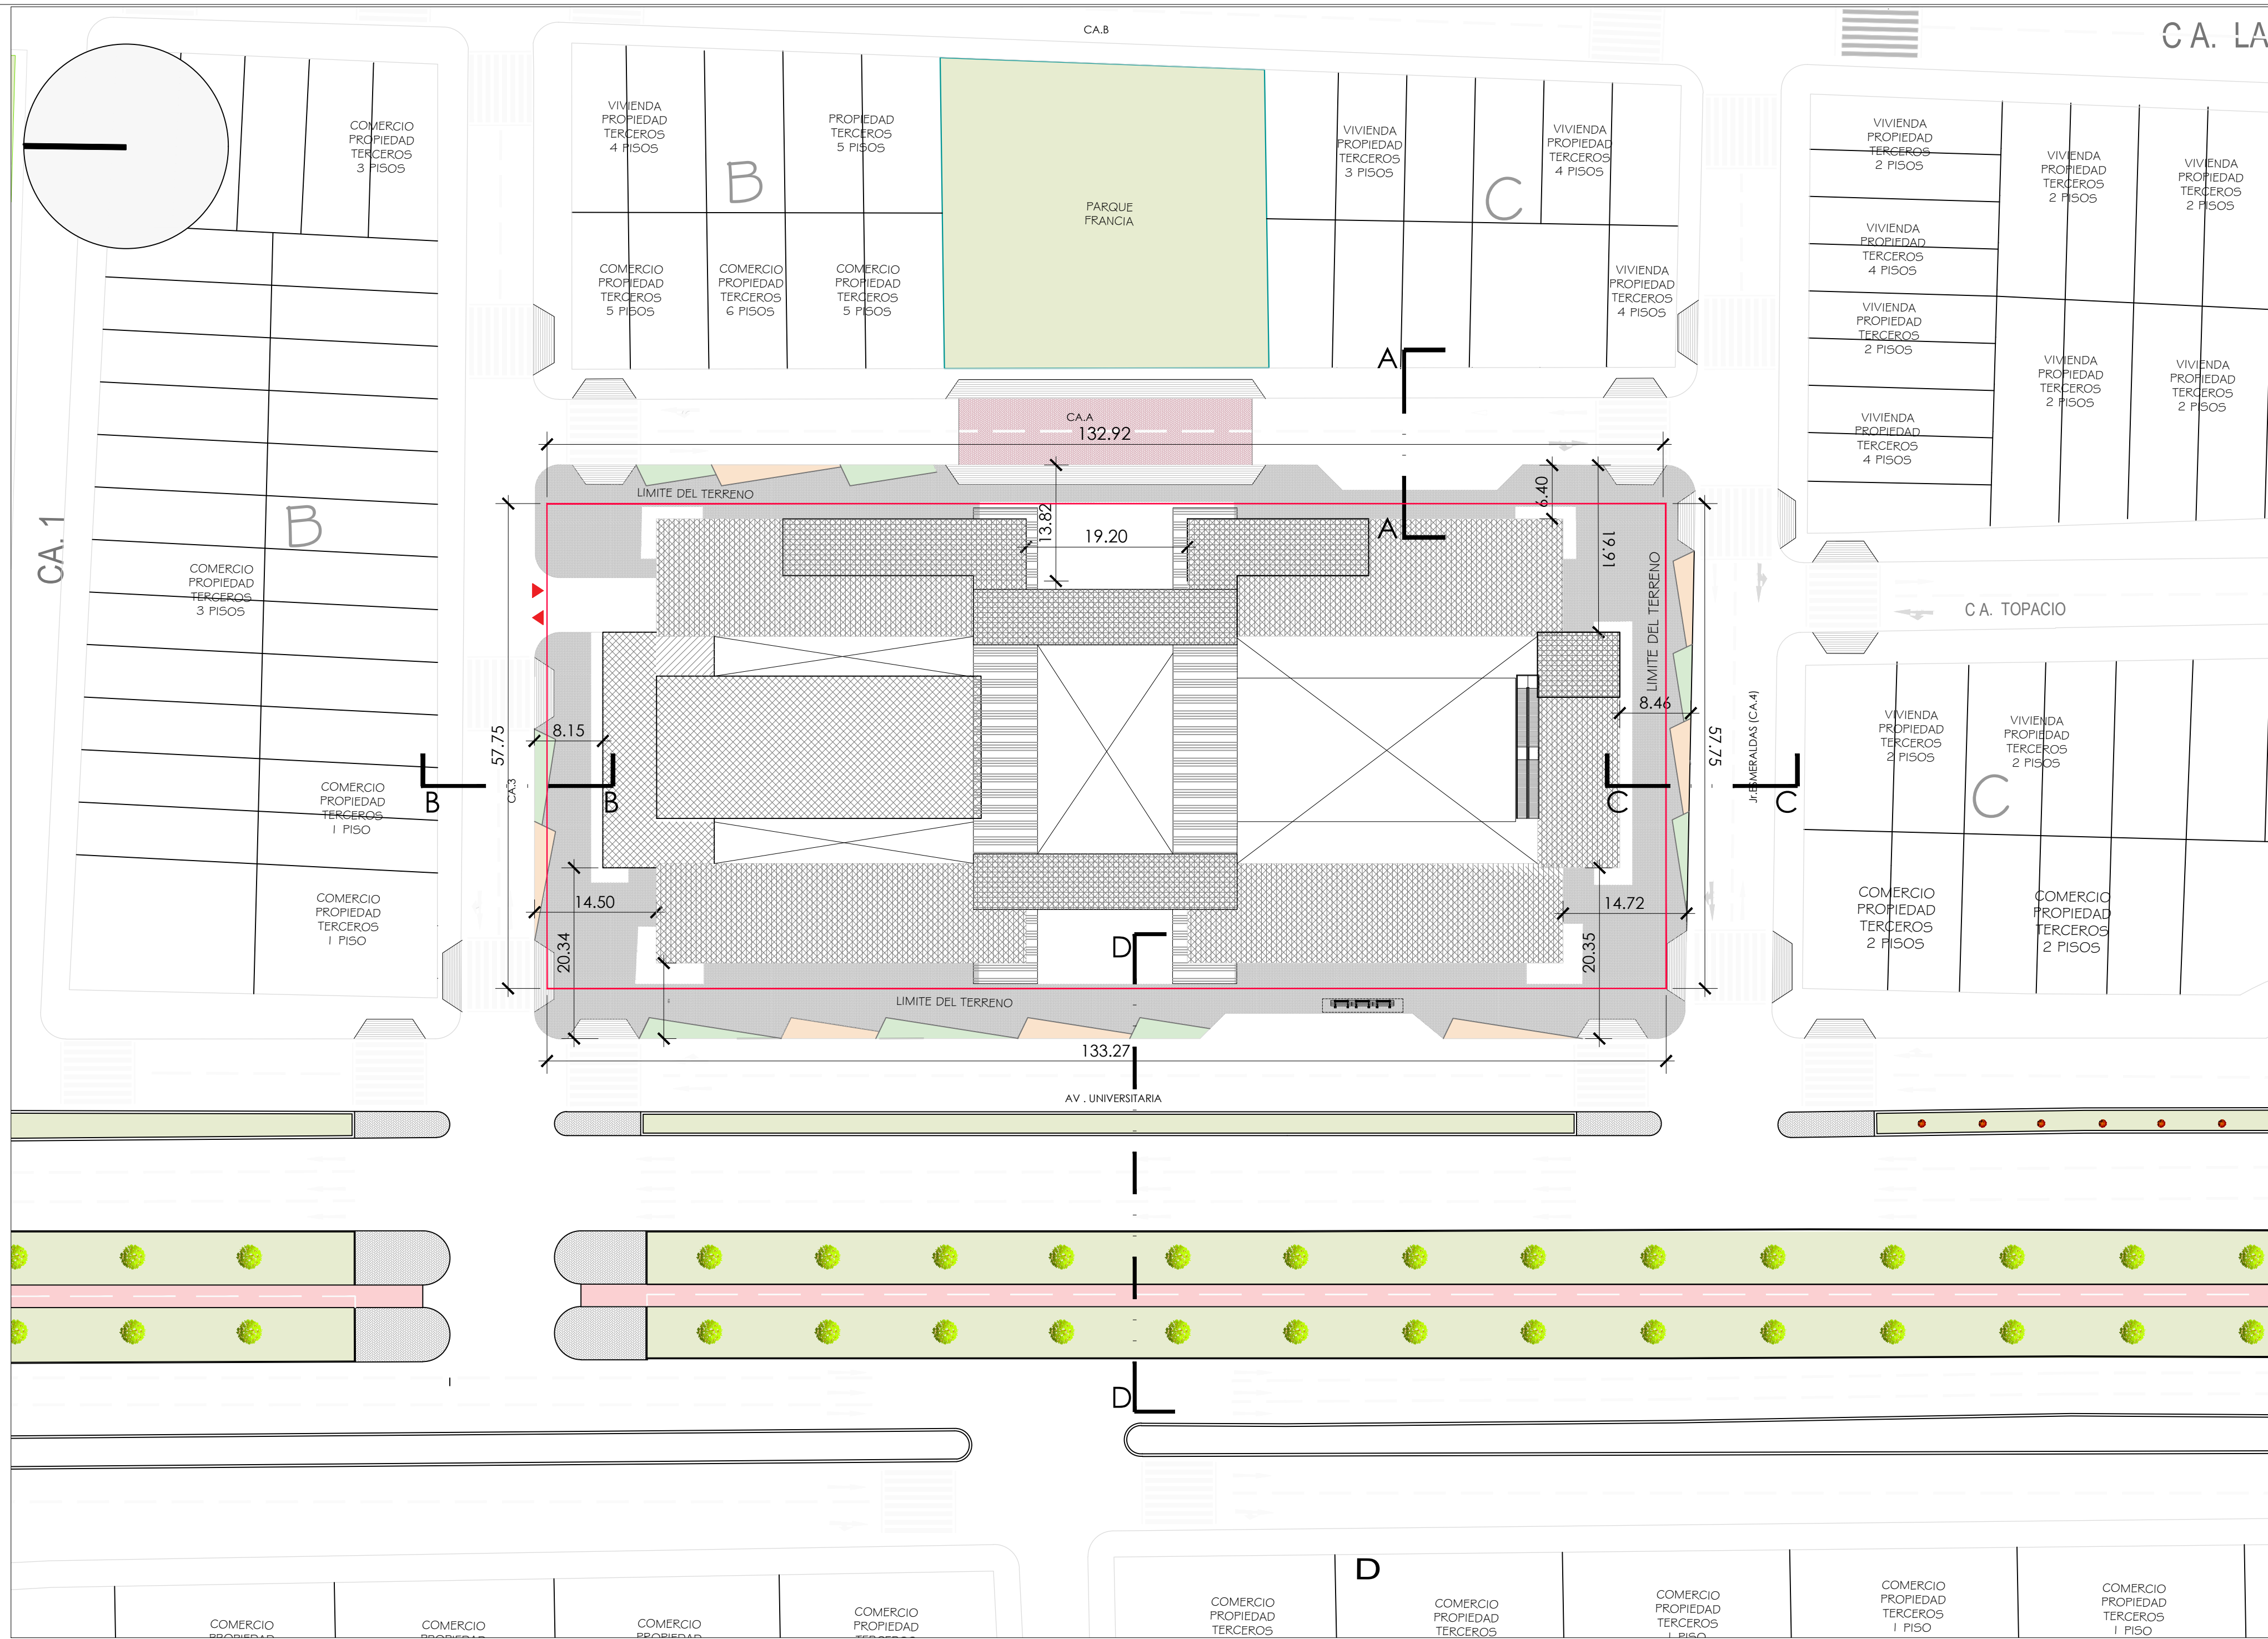 CA.B
C A. LA
COMERCIO
PROPIEDAD
TERCEROS
3 PISOS
VIVIENDA
PROPIEDAD
TERCEROS
4 PISOS
B
PROPIEDAD
TERCEROS
5 PISOS
PARQUE
FRANCIA
VIVIENDA
PROPIEDAD
TERCEROS
3 PISOS
C
VIVIENDA
PROPIEDAD
TERCEROS
4 PISOS
VIVIENDA
PROPIEDAD
TERCEROS
2 PISOS
VIVIENDA
PROPIEDAD
TERCEROS
2 PISOS
VIVIENDA
PROPIEDAD
TERCEROS
2 PISOS
COMERCIO
PROPIEDAD
TERCEROS
5 PISOS
COMERCIO
PROPIEDAD
TERCEROS
6 PISOS
COMERCIO
PROPIEDAD
TERCEROS
5 PISOS
VIVIENDA
PROPIEDAD
TERCEROS
4 PISOS
VIVIENDA
PROPIEDAD
TERCEROS
4 PISOS
VIVIENDA
PROPIEDAD
TERCEROS
2 PISOS
VIVIENDA
PROPIEDAD
TERCEROS
2 PISOS
VIVIENDA
PROPIEDAD
TERCEROS
2 PISOS
VIVIENDA
PROPIEDAD
TERCEROS
4 PISOS
A
CA.A
132.92
LIMITE DEL TERRENO
6.40
13.82
19.20
A
19.91
CA. 1
B
COMERCIO
PROPIEDAD
TERCEROS
3 PISOS
LIMITE DEL TERRENO
C A. TOPACIO
57.75
8.15
8.46
57.75
Jr.ESMERALDAS (CA.4)
VIVIENDA
PROPIEDAD
TERCEROS
2 PISOS
VIVIENDA
PROPIEDAD
TERCEROS
2 PISOS
C
COMERCIO
PROPIEDAD
TERCEROS
1 PISO
B
CA.3
B
C
C
COMERCIO
PROPIEDAD
TERCEROS
1 PISO
14.50
20.34
14.72
20.35
COMERCIO
PROPIEDAD
TERCEROS
2 PISOS
COMERCIO
PROPIEDAD
TERCEROS
2 PISOS
D
LIMITE DEL TERRENO
133.27
AV . UNIVERSITARIA
D
D
COMERCIO
PROPIEDAD
COMERCIO
PROPIEDAD
COMERCIO
PROPIEDAD
COMERCIO
PROPIEDAD
TERCEROS
COMERCIO
PROPIEDAD
TERCEROS
COMERCIO
PROPIEDAD
TERCEROS
COMERCIO
PROPIEDAD
TERCEROS
1 PISO
COMERCIO
PROPIEDAD
TERCEROS
1 PISO
COMERCIO
PROPIEDAD
TERCEROS
1 PISO